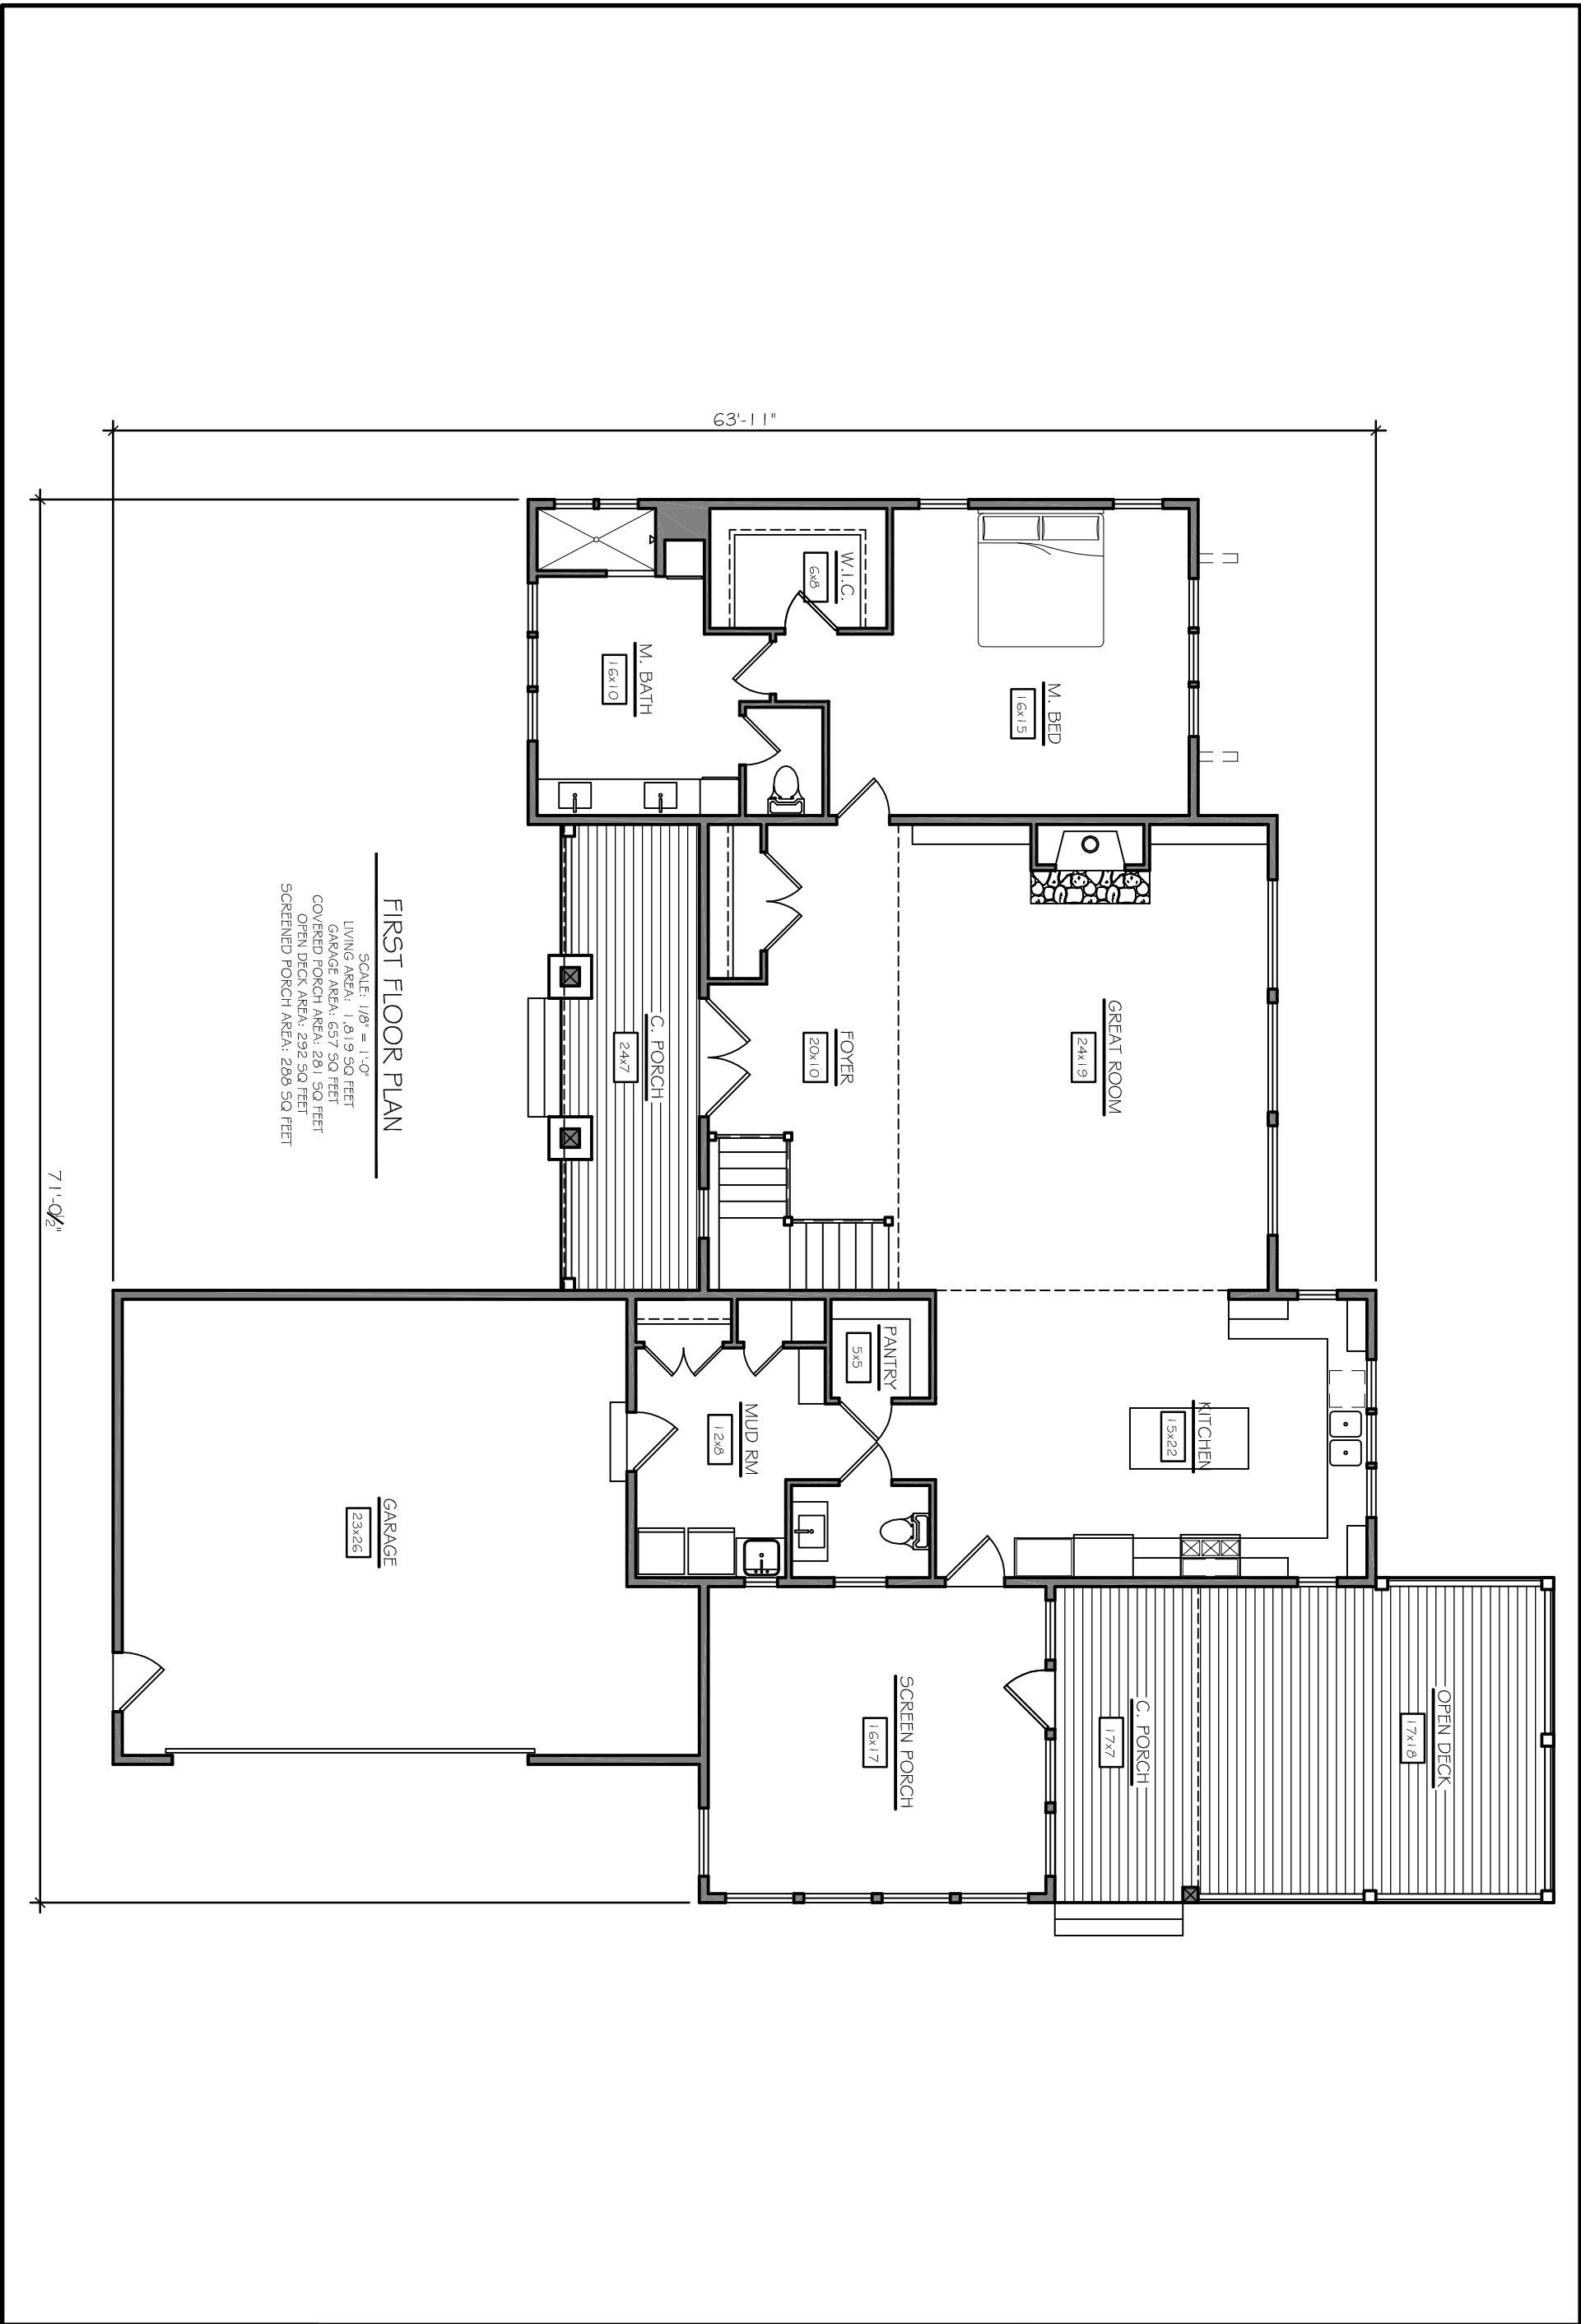 OPEN DECK
17x18
KITCHEN
15x22
C. PORCH
17x7
GREAT ROOM
24x19
M. BED
16x15
SCREEN PORCH
16x17
PANTRY
5x5
FOYER
20x10
W.I.C.
6x8
MUD RM
12x8
C. PORCH
24x7
M. BATH
16x10
GARAGE
23x26
FIRST FLOOR PLAN
SCALE: 1/8" = 1'-0"
LIVING AREA: 1,819 SQ FEET
GARAGE AREA: 657 SQ FEET
COVERED PORCH AREA: 281 SQ FEET
OPEN DECK AREA: 292 SQ FEET
SCREENED PORCH AREA: 288 SQ FEET
63'-11"
71'-0½"